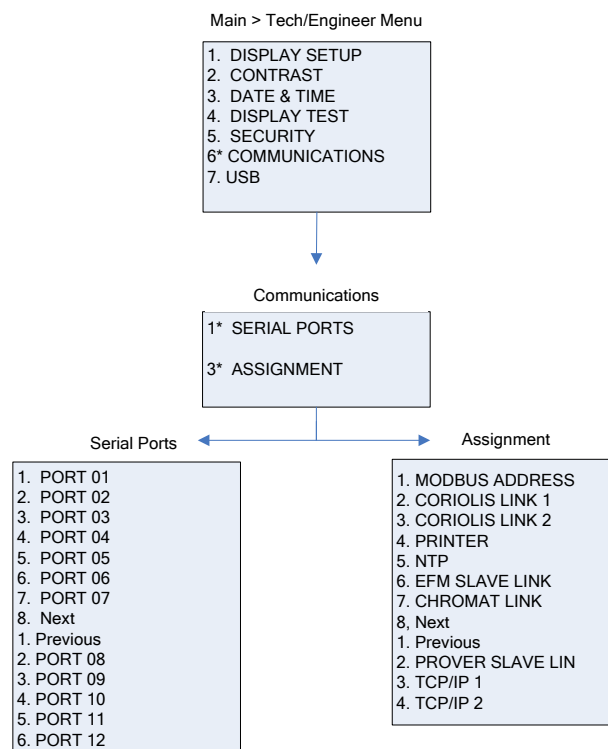 Main > Tech/Engineer Menu
1. DISPLAY SETUP
2. CONTRAST
3. DATE & TIME
4. DISPLAY TEST
5. SECURITY
6* COMMUNICATIONS
7. USB
Communications
1* SERIAL PORTS
3* ASSIGNMENT
Serial Ports
1. PORT 01
2. PORT 02
3. PORT 03
4. PORT 04
5. PORT 05
6. PORT 06
7. PORT 07
8. Next
1. Previous
2. PORT 08
3. PORT 09
4. PORT 10
5. PORT 11
6. PORT 12
Assignment
1. MODBUS ADDRESS
2. CORIOLIS LINK 1
3. CORIOLIS LINK 2
4. PRINTER
5. NTP
6. EFM SLAVE LINK
7. CHROMAT LINK
8, Next
1. Previous
2. PROVER SLAVE LIN
3. TCP/IP 1
4. TCP/IP 2